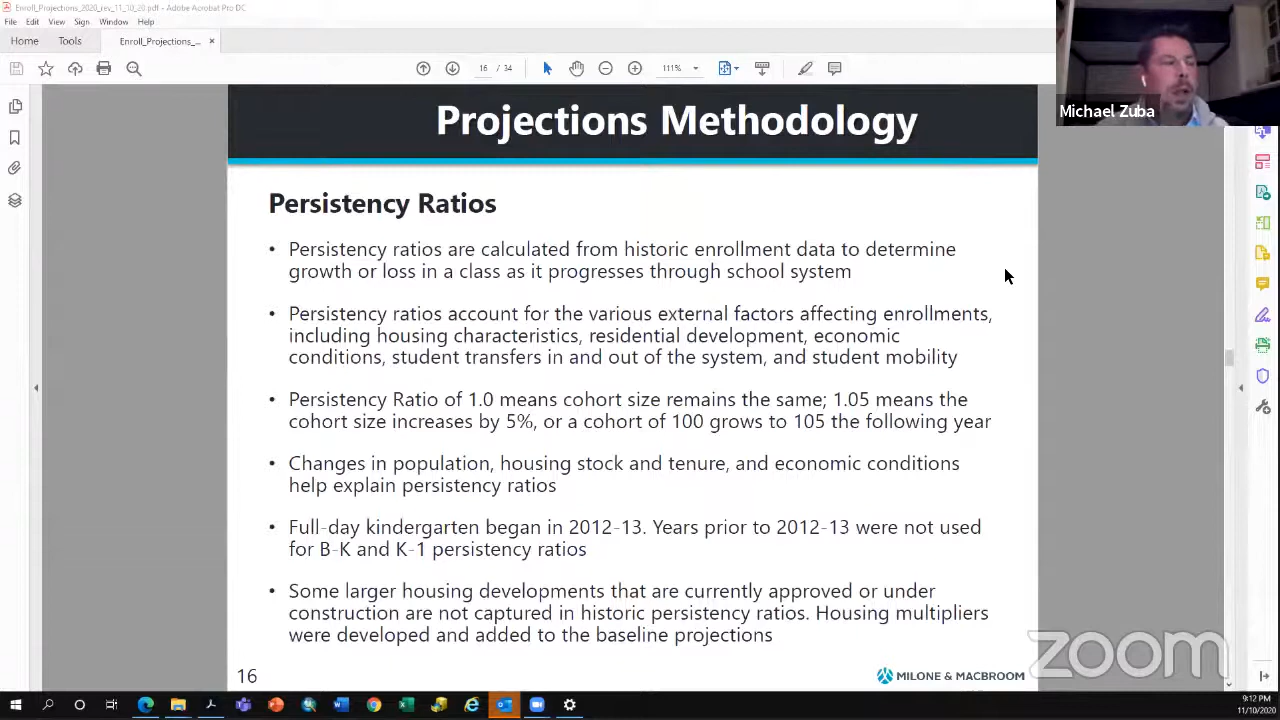 Enroll_Projections_2020_rev_11_10_20.pdf - Adobe Acrobat Pro DC
File Edit View Sign Window Help
Home Tools Enroll_Projections_... ×
16 / 34 111%
Michael Zuba
Projections Methodology
Persistency Ratios
• Persistency ratios are calculated from historic enrollment data to determine
growth or loss in a class as it progresses through school system
• Persistency ratios account for the various external factors affecting enrollments,
including housing characteristics, residential development, economic
conditions, student transfers in and out of the system, and student mobility
• Persistency Ratio of 1.0 means cohort size remains the same; 1.05 means the
cohort size increases by 5%, or a cohort of 100 grows to 105 the following year
• Changes in population, housing stock and tenure, and economic conditions
help explain persistency ratios
• Full-day kindergarten began in 2012-13. Years prior to 2012-13 were not used
for B-K and K-1 persistency ratios
• Some larger housing developments that are currently approved or under
construction are not captured in historic persistency ratios. Housing multipliers
were developed and added to the baseline projections
zoom
16
MILONE & MACBROOM
9:12 PM
11/10/2020